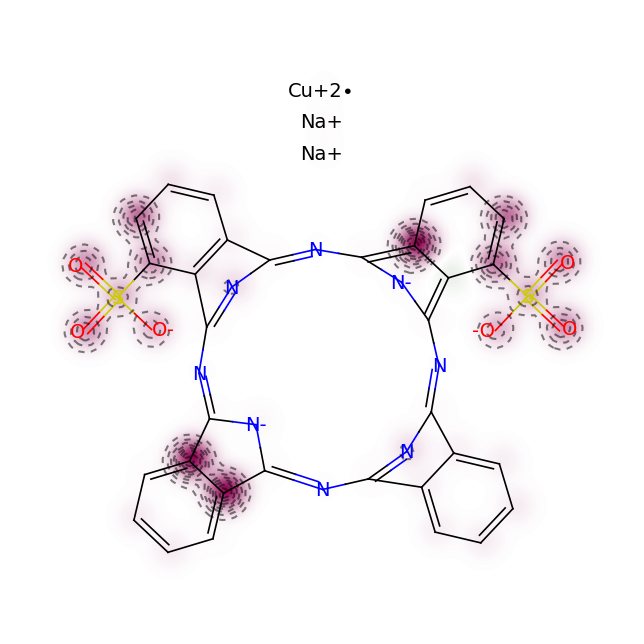 Cu+2•
Na+
Na+
N
O S O O- N N- S O O -O
N N
N- N
N